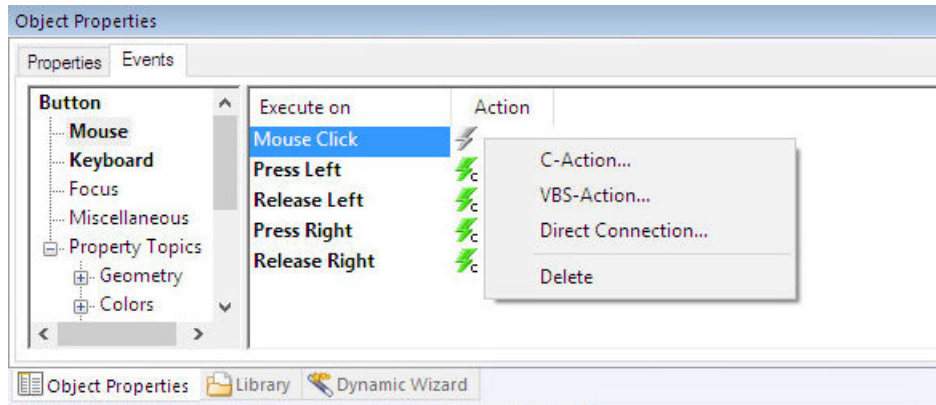 Object Properties
Properties Events
Button
Mouse
Keyboard
Focus
Miscellaneous
Property Topics
Geometry
Colors
Execute on Action
Mouse Click
Press Left
Release Left
Press Right
Release Right
C
C
C
C
C-Action...
VBS-Action...
Direct Connection...
Delete
Object Properties Library Dynamic Wizard